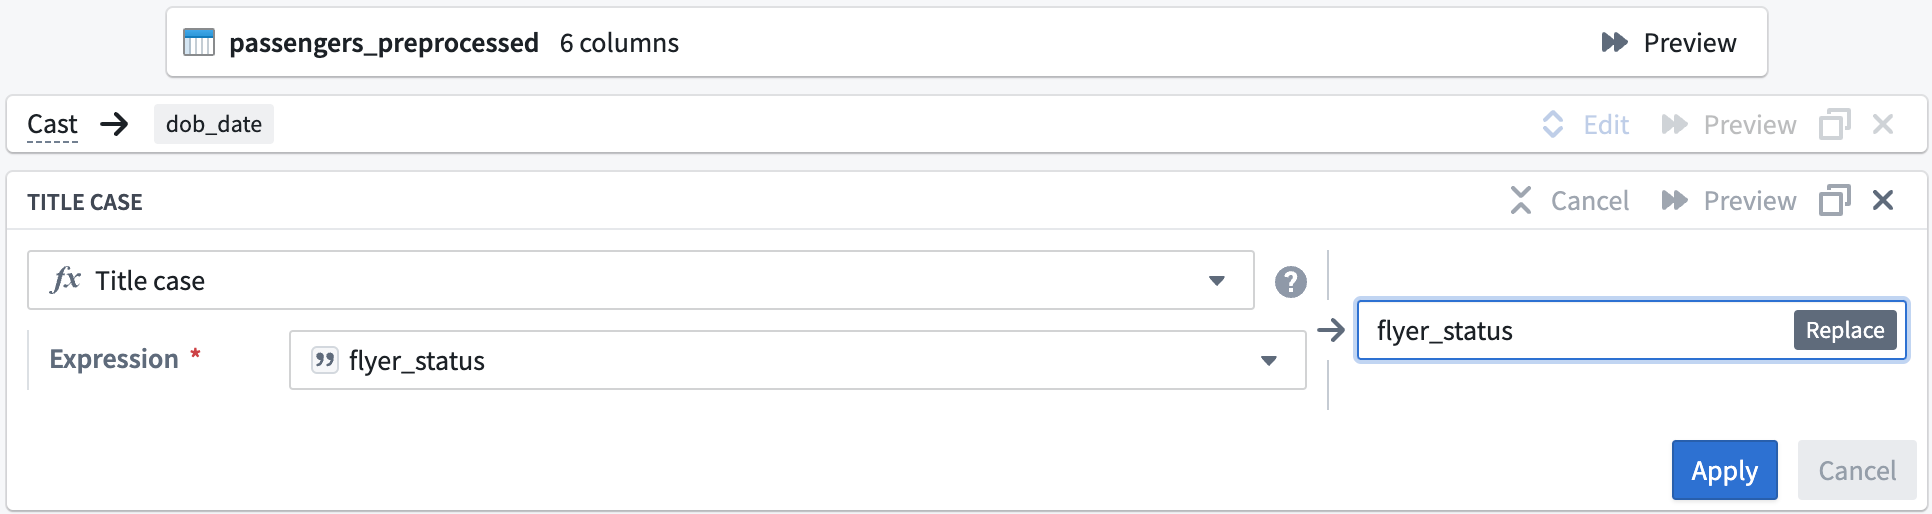 passengers_preprocessed 6 columns Preview
Cast dob_date Edit Preview
TITLE CASE Cancel Preview
fx Title case ?
Expression * flyer_status
flyer_status Replace
Apply Cancel